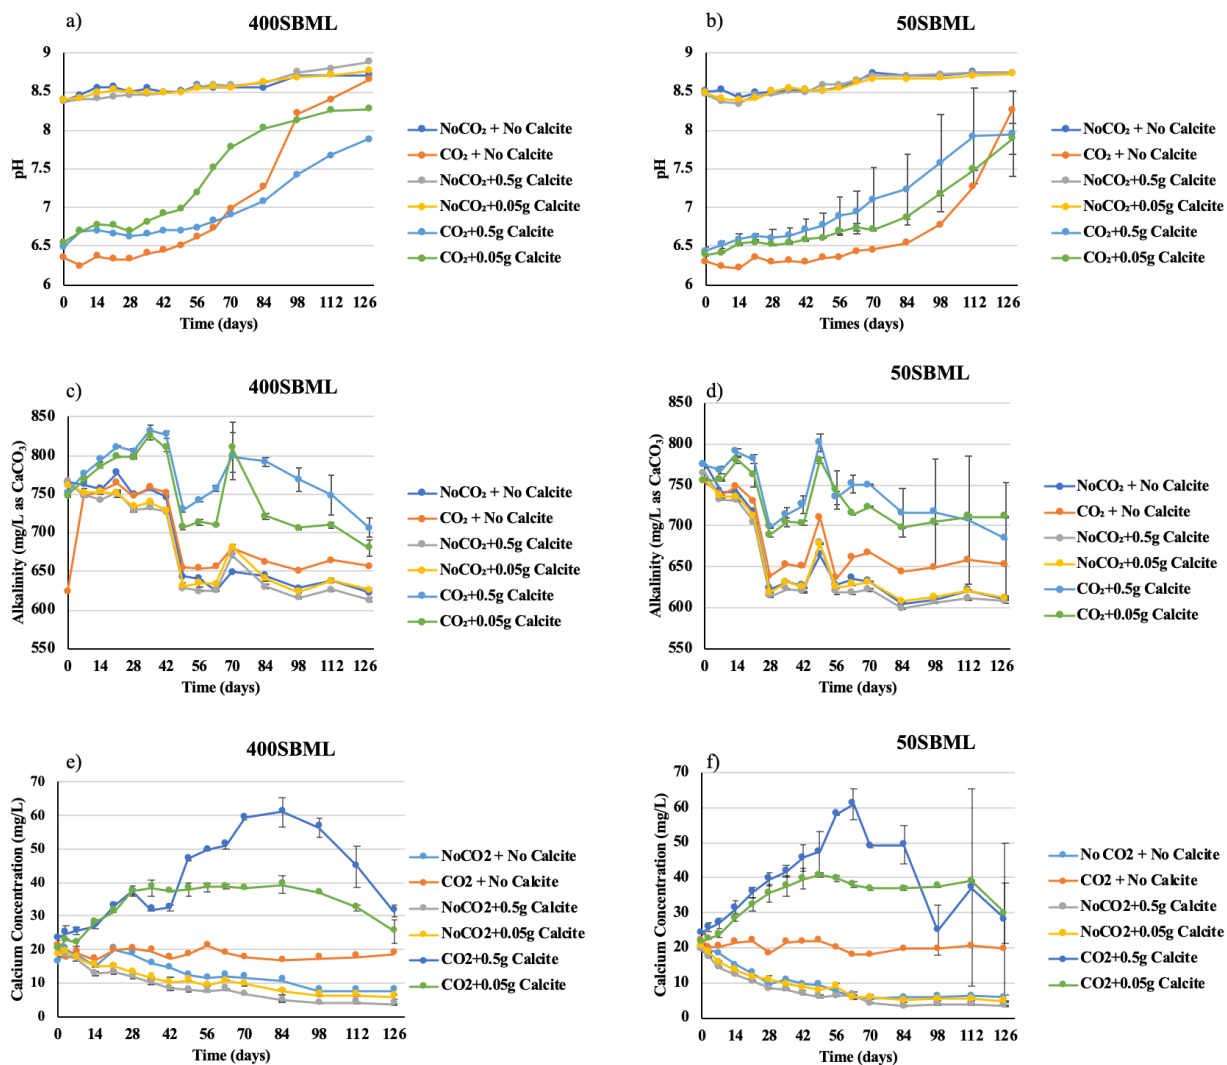 a)
400SBML
9
8.5
8
7.5
7
6.5
6
pH
0 14 28 42 56 70 84 98 112 126
Time (days)
NoCO₂ + No Calcite
CO₂ + No Calcite
NoCO₂+0.5g Calcite
NoCO₂+0.05g Calcite
CO₂+0.5g Calcite
CO₂+0.05g Calcite
b)
50SBML
9
8.5
8
7.5
7
6.5
6
pH
0 14 28 42 56 70 84 98 112 126
Times (days)
NoCO₂ + No Calcite
CO₂ + No Calcite
NoCO₂+0.5g Calcite
NoCO₂+0.05g Calcite
CO₂+0.5g Calcite
CO₂+0.05g Calcite
c)
400SBML
850
800
750
700
650
600
550
Alkalinity (mg/L as CaCO₃)
0 14 28 42 56 70 84 98 112 126
Time (days)
NoCO₂ + No Calcite
CO₂ + No Calcite
NoCO₂+0.5g Calcite
NoCO₂+0.05g Calcite
CO₂+0.5g Calcite
CO₂+0.05g Calcite
d)
50SBML
850
800
750
700
650
600
550
Alkalinity (mg/L as CaCO₃)
0 14 28 42 56 70 84 98 112 126
Time (days)
NoCO₂ + No Calcite
CO₂ + No Calcite
NoCO₂+0.5g Calcite
NoCO₂+0.05g Calcite
CO₂+0.5g Calcite
CO₂+0.05g Calcite
e)
400SBML
70
60
50
40
30
20
10
0
Calcium Concentration (mg/L)
0 14 28 42 56 70 84 98 112 126
Time (days)
NoCO2 + No Calcite
CO2 + No Calcite
NoCO2+0.5g Calcite
NoCO2+0.05g Calcite
CO2+0.5g Calcite
CO2+0.05g Calcite
f)
50SBML
70
60
50
40
30
20
10
0
Calcium Concentration (mg/L)
0 14 28 42 56 70 84 98 112 126
Time (days)
No CO2 + No Calcite
CO2 + No Calcite
NoCO2+0.5g Calcite
NoCO2+0.05g Calcite
CO2+0.5g Calcite
CO2+0.05g Calcite